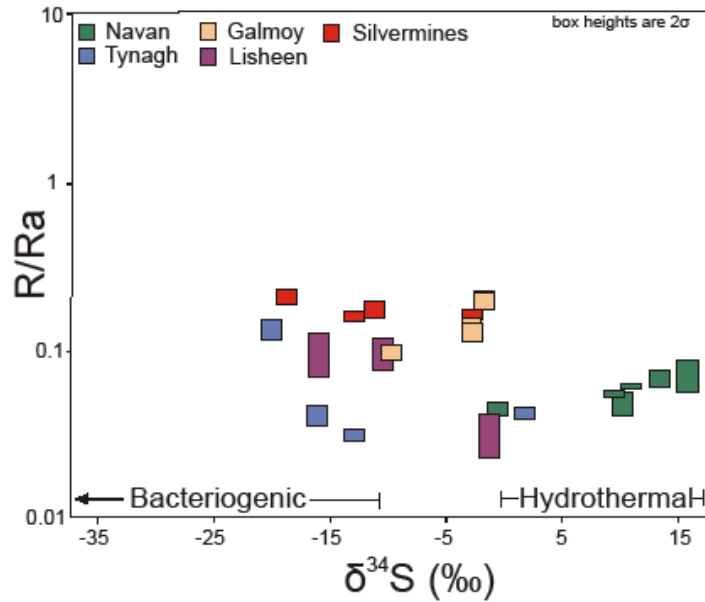 10
Navan
Galmoy
Silvermines
box heights are 2σ
Tynagh
Lisheen
1
R/Ra
0.1
Bacteriogenic
Hydrothermal
0.01
-35
-25
-15
-5
5
15
δ³⁴S (‰)